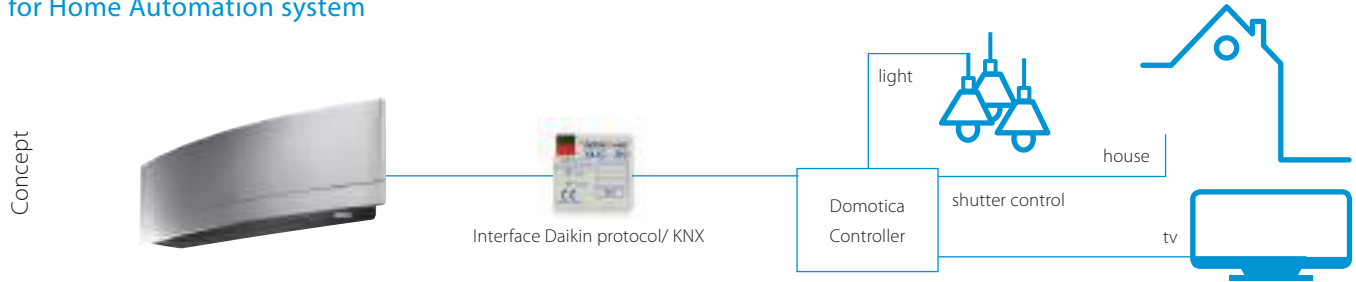 for Home Automation system
Concept
light
house
shutter control
Domotica
Controller
tv
Interface Daikin protocol/ KNX